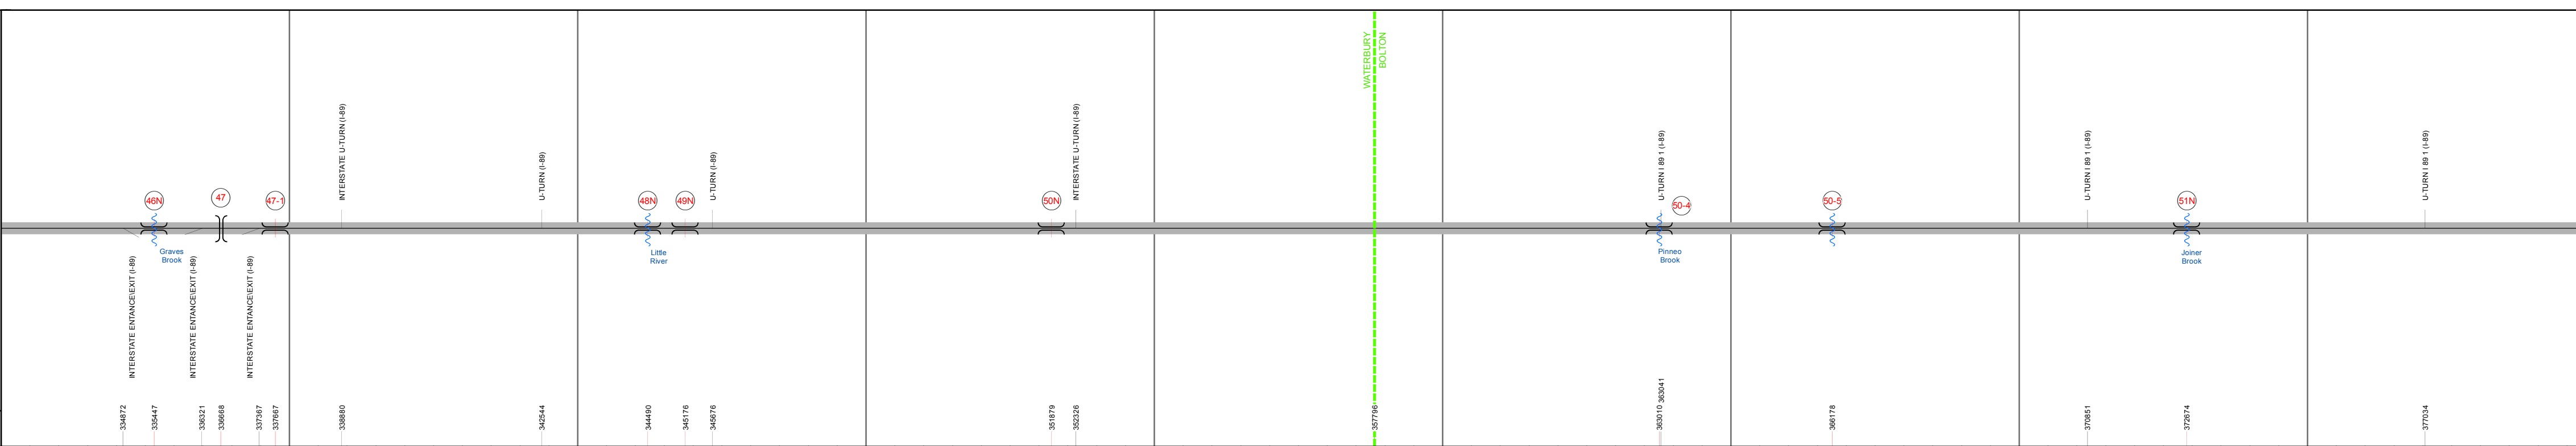 WATERBURY
BOLTON
INTERSTATE U-TURN (I-89)
U-TURN (I-89)
U-TURN (I-89)
INTERSTATE U-TURN (I-89)
U-TURN I 89 1 (I-89)
U-TURN I 89 1 (I-89)
U-TURN I 89 1 (I-89)
46N
47
47-1
48N
49N
50N
50-4
50-5
51N
Graves
Brook
Little
River
Pinneo
Brook
Joiner
Brook
INTERSTATE ENTANCE\EXIT (I-89)
INTERSTATE ENTANCE\EXIT (I-89)
INTERSTATE ENTANCE\EXIT (I-89)
334872
335447
336321
336668
337367
337667
338880
342544
344490
345176
345676
351879
352326
357796
363010
363041
366178
370851
372674
377034